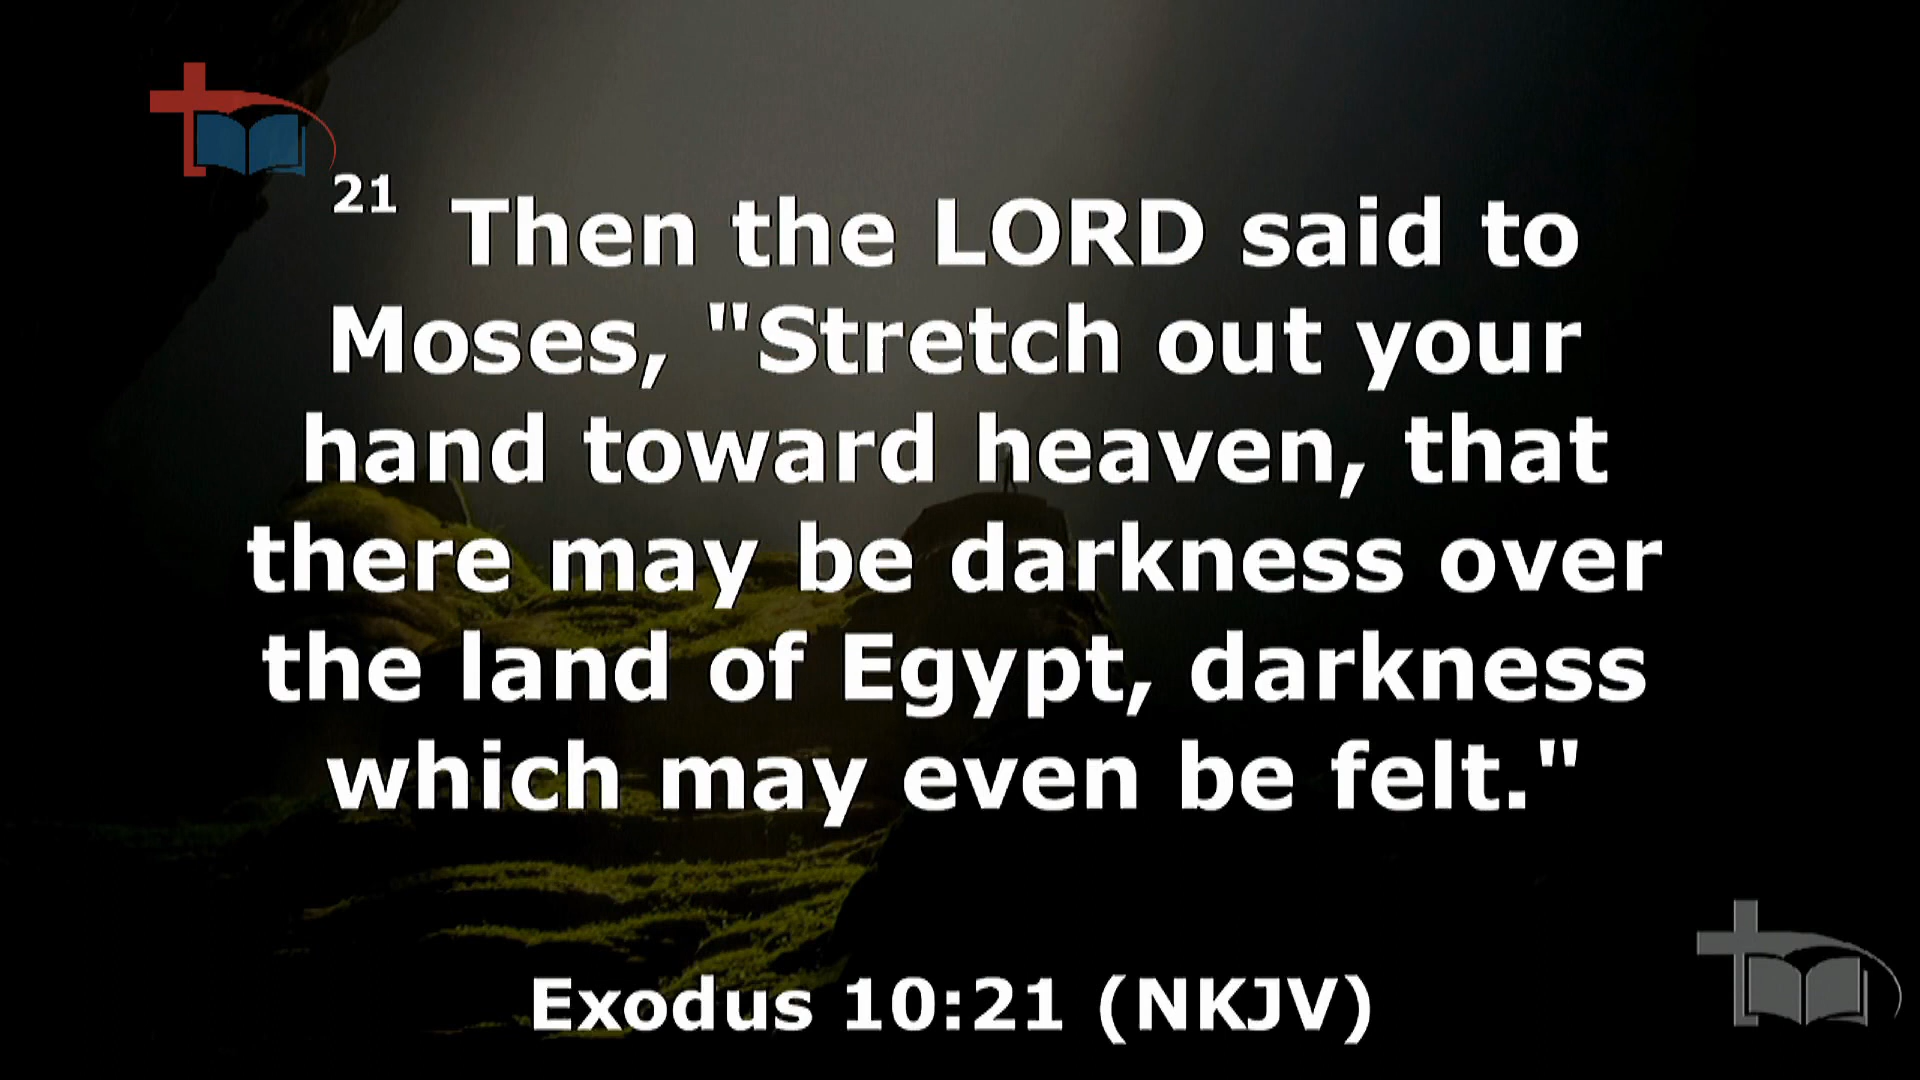 21 Then the LORD said to
Moses, "Stretch out your
hand toward heaven, that
there may be darkness over
the land of Egypt, darkness
which may even be felt."
Exodus 10:21 (NKJV)